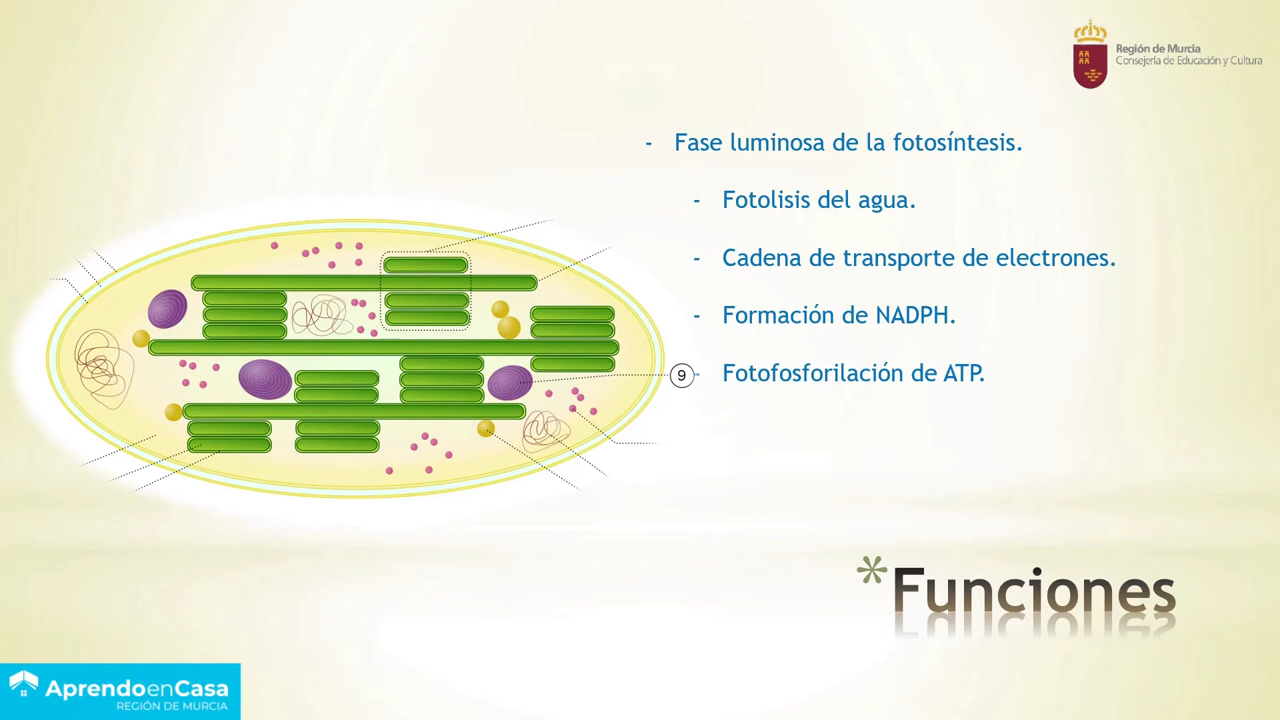 Región de Murcia
Consejería de Educación y Cultura
- Fase luminosa de la fotosíntesis.
- Fotolisis del agua.
- Cadena de transporte de electrones.
- Formación de NADPH.
9
- Fotofosforilación de ATP.
*Funciones
AprendoenCasa
REGIÓN DE MURCIA